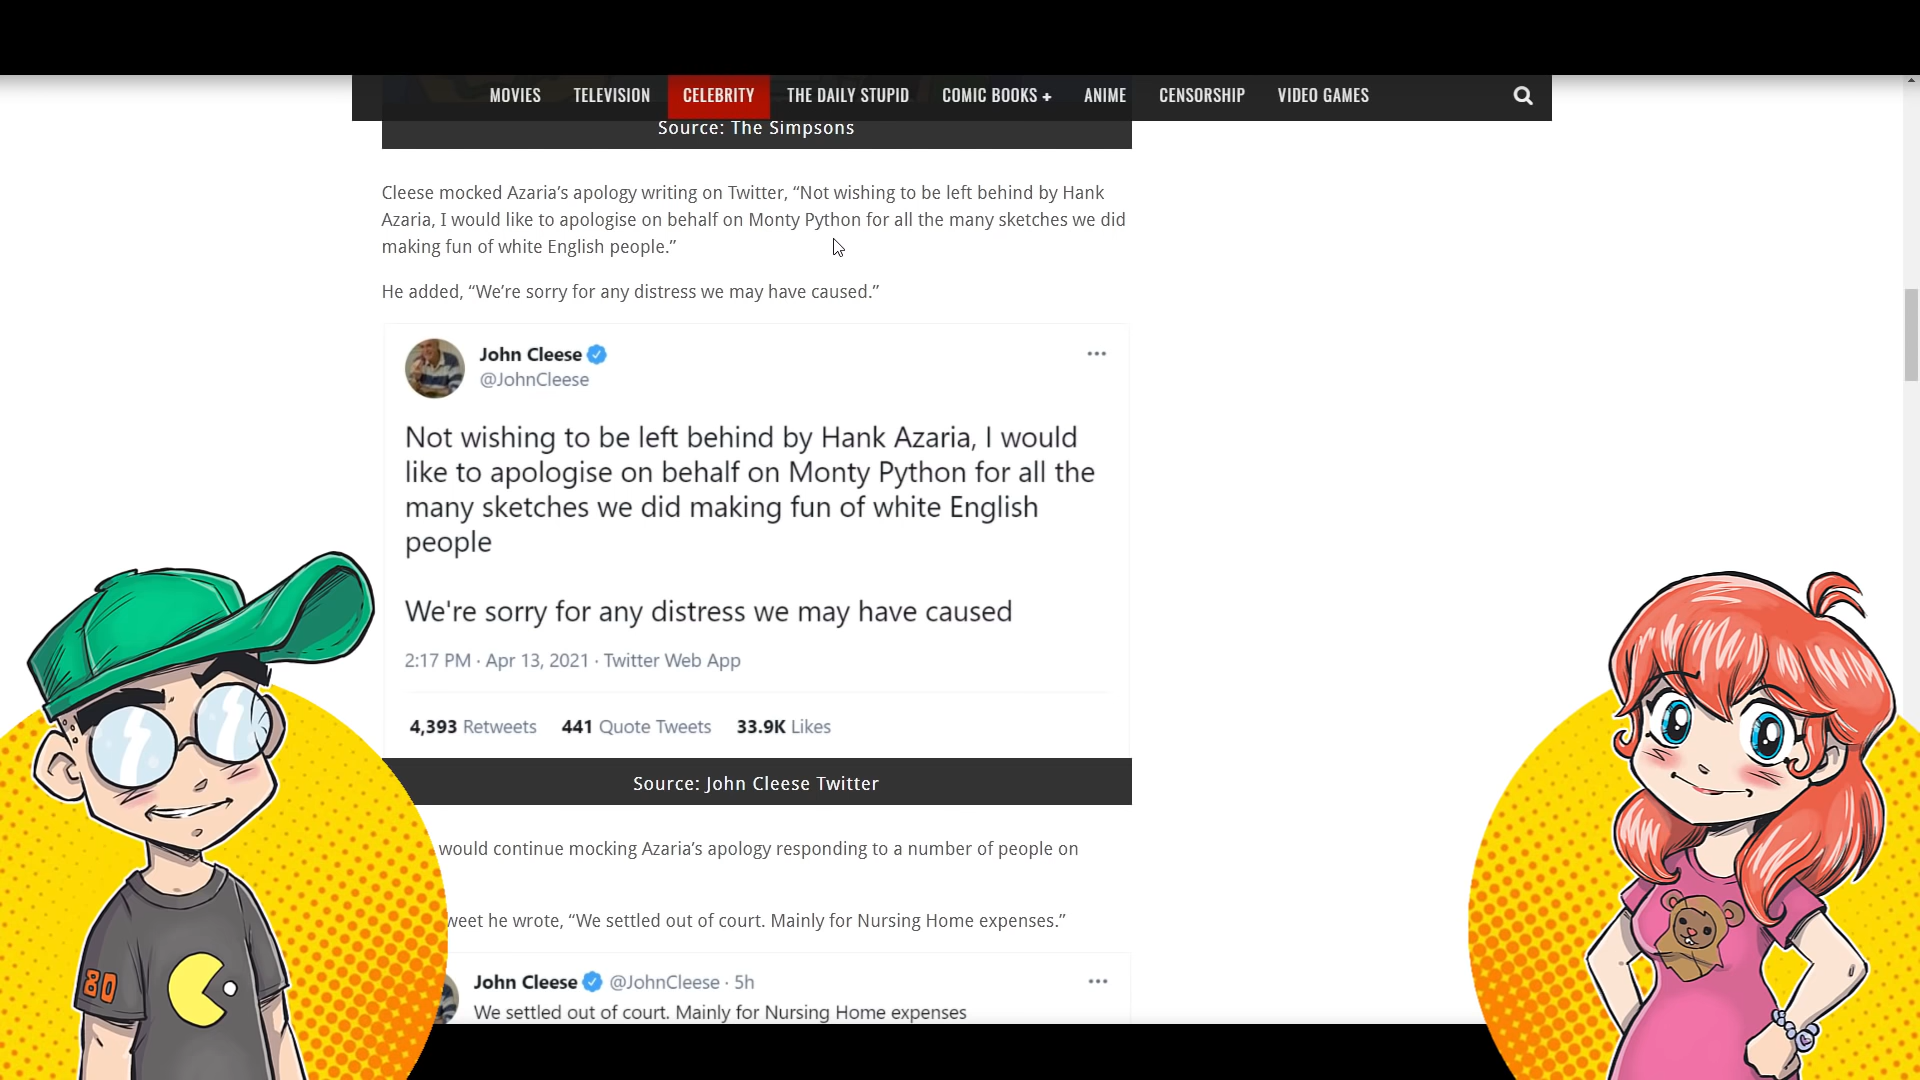 MOVIES TELEVISION CELEBRITY THE DAILY STUPID COMIC BOOKS + ANIME CENSORSHIP VIDEO GAMES
Source: The Simpsons
Cleese mocked Azaria’s apology writing on Twitter, “Not wishing to be left behind by Hank
Azaria, I would like to apologise on behalf on Monty Python for all the many sketches we did
making fun of white English people.”
He added, “We’re sorry for any distress we may have caused.”
John Cleese
@JohnCleese
Not wishing to be left behind by Hank Azaria, I would
like to apologise on behalf on Monty Python for all the
many sketches we did making fun of white English
people
We're sorry for any distress we may have caused
2:17 PM · Apr 13, 2021 · Twitter Web App
4,393 Retweets 441 Quote Tweets 33.9K Likes
Source: John Cleese Twitter
would continue mocking Azaria’s apology responding to a number of people on
weet he wrote, “We settled out of court. Mainly for Nursing Home expenses.”
John Cleese @JohnCleese · 5h
We settled out of court. Mainly for Nursing Home expenses
80